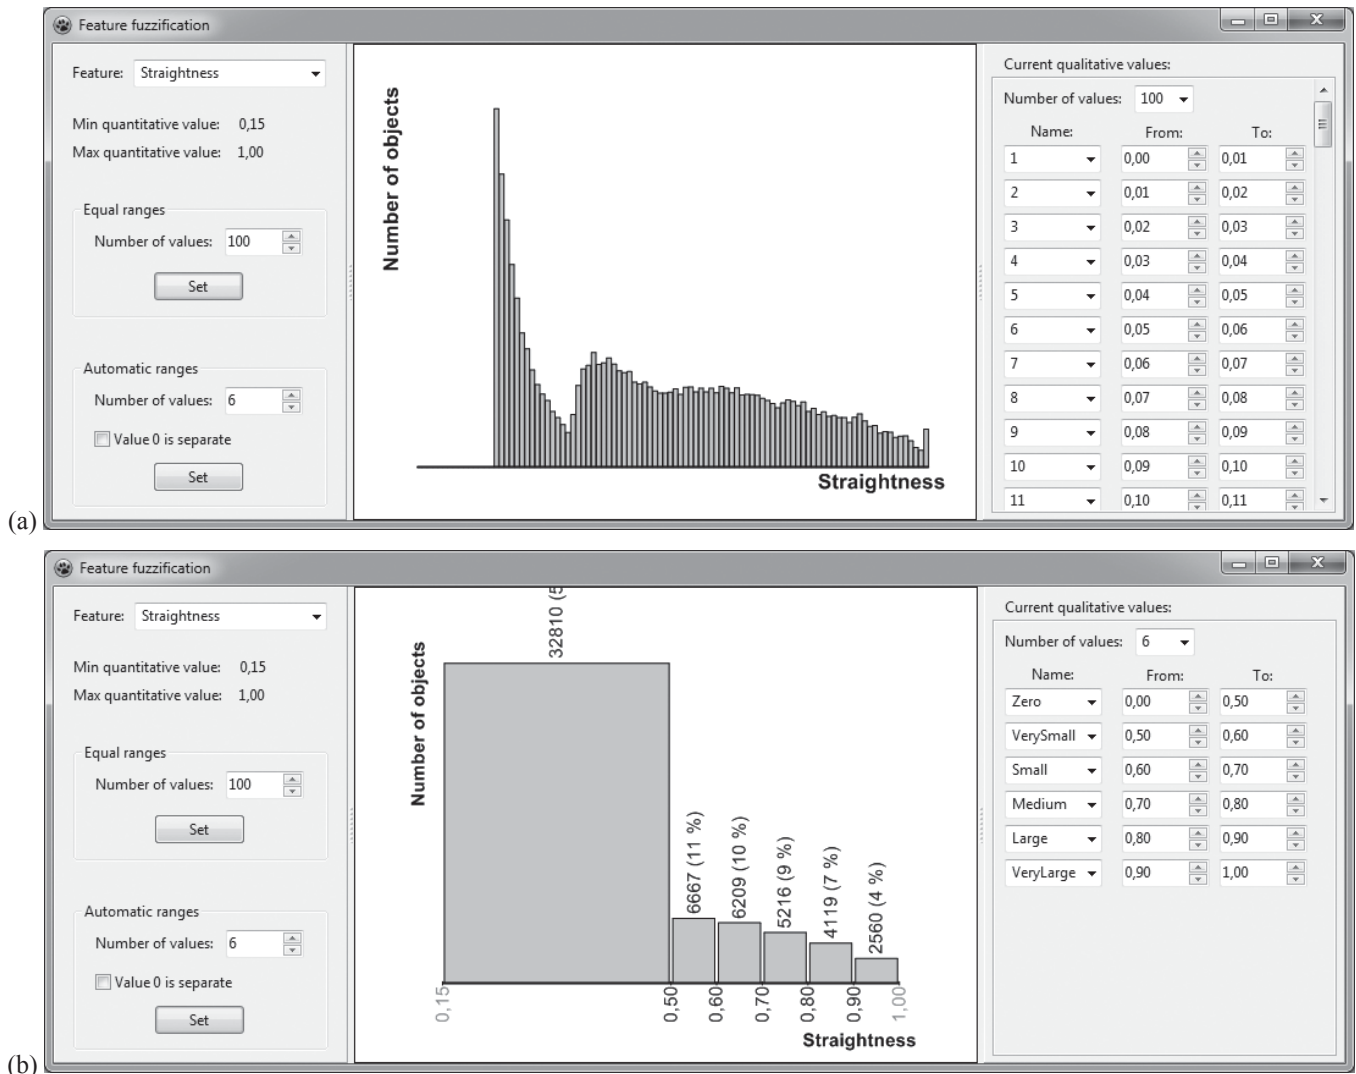 Feature fuzzification
Feature: Straightness
Min quantitative value: 0,15
Max quantitative value: 1,00
Equal ranges
Number of values: 100
Set
Automatic ranges
Number of values: 6
Value 0 is separate
Set
Number of objects
Straightness
Current qualitative values:
Number of values: 100
Name: From: To:
1 0,00 0,01
2 0,01 0,02
3 0,02 0,03
4 0,03 0,04
5 0,04 0,05
6 0,05 0,06
7 0,06 0,07
8 0,07 0,08
9 0,08 0,09
10 0,09 0,10
11 0,10 0,11
(a)
Feature fuzzification
Feature: Straightness
Min quantitative value: 0,15
Max quantitative value: 1,00
Equal ranges
Number of values: 100
Set
Automatic ranges
Number of values: 6
Value 0 is separate
Set
Number of objects
32810 (5
6667 (11 %)
6209 (10 %)
5216 (9 %)
4119 (7 %)
2560 (4 %)
0,15 0,50 0,60 0,70 0,80 0,90 1,00
Straightness
Current qualitative values:
Number of values: 6
Name: From: To:
Zero 0,00 0,50
VerySmall 0,50 0,60
Small 0,60 0,70
Medium 0,70 0,80
Large 0,80 0,90
VeryLarge 0,90 1,00
(b)